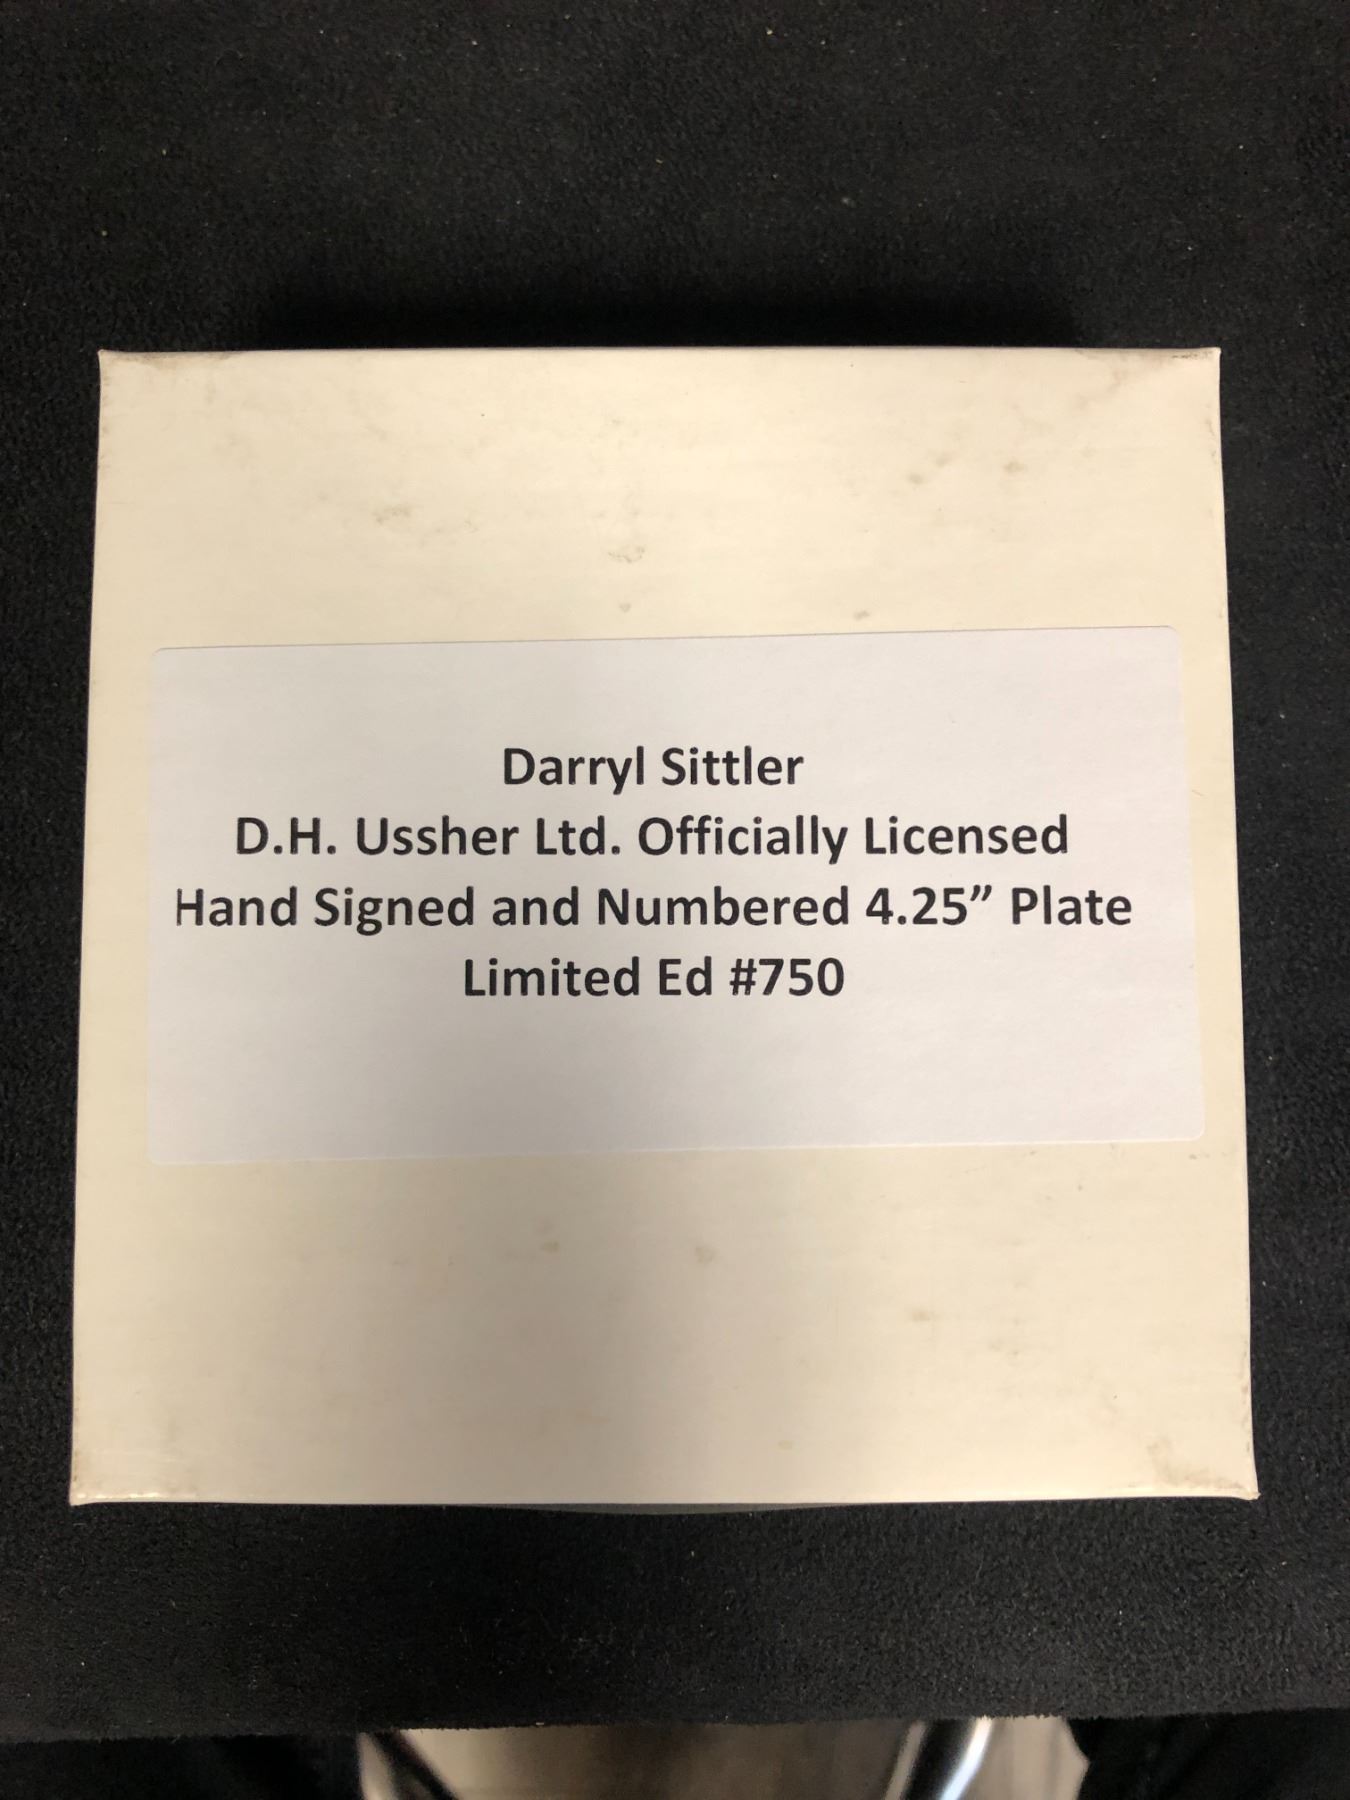 Darryl Sittler
D.H. Ussher Ltd. Officially Licensed
Hand Signed and Numbered 4.25” Plate
Limited Ed #750